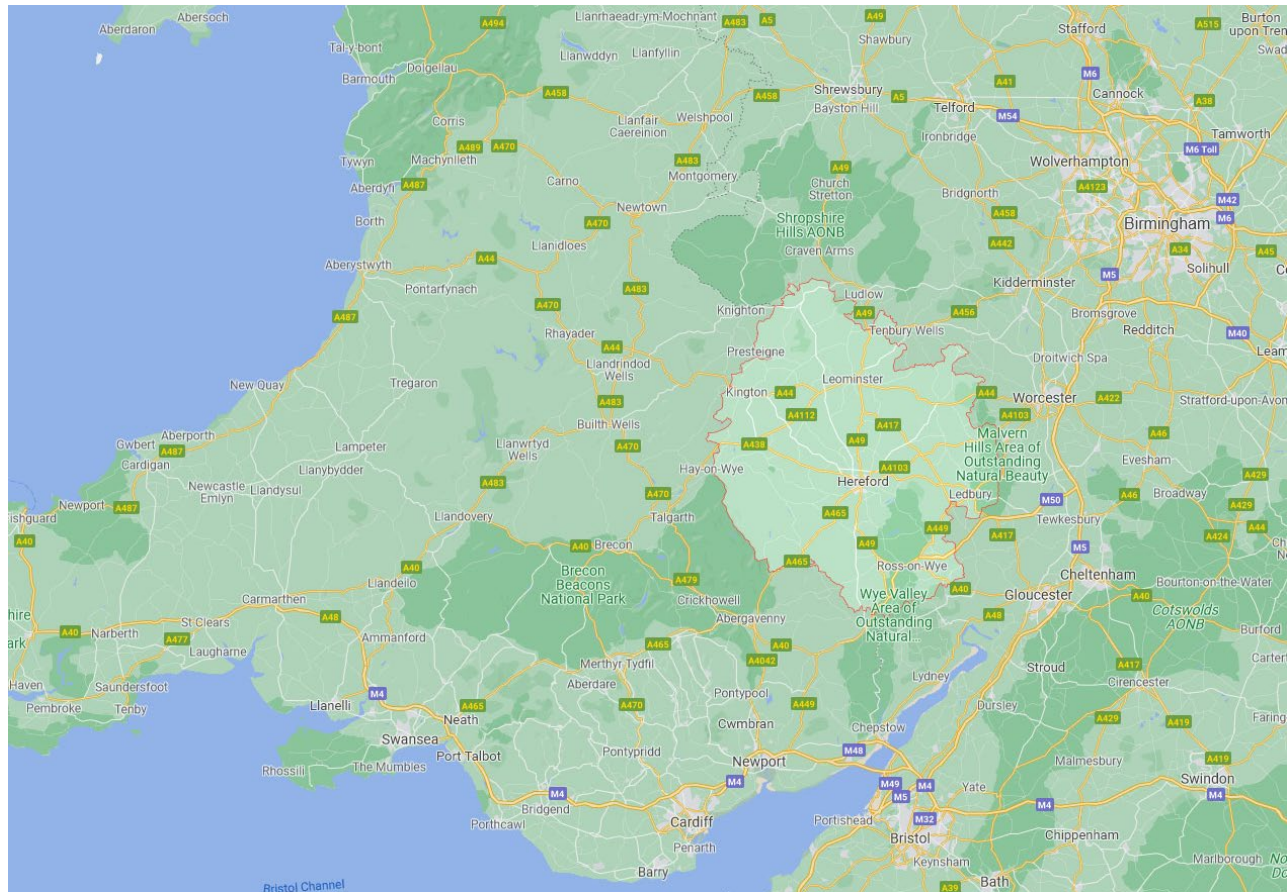 Aberdaron
Abersoch
Tal-y-bont
Barmouth
Dolgellau
A494
Llanrhaeadr-ym-Mochnant
A483
A5
A49
Shawbury
Stafford
A515
Burton
upon Tren
Llanwddyn
Llanfyllin
M6
Cannock
A38
Swad
A458
Shrewsbury
Bayston Hill
A458
A5
A41
Telford
M54
Ironbridge
Tamworth
M6 Toll
Corris
Llanfair
Caereinion
Welshpool
A489
A470
Machynlleth
Tywyn
Aberdyfi
A487
A483
Montgomery
Wolverhampton
A4123
Carno
Newtown
A49
Church
Stretton
Bridgnorth
A458
M42
M6
Birmingham
Borth
A470
Llanidloes
Shropshire
Hills AONB
Craven Arms
A442
A34
A45
Solihull
Co
Aberystwyth
A44
Pontarfynach
A483
M5
Kidderminster
A470
Knighton
Ludlow
A49
A456
Tenbury Wells
Bromsgrove
Redditch
A487
Rhayader
A44
Llandrindod
Wells
Presteigne
M40
Leam
Droitwich Spa
New Quay
Tregaron
Leominster
Kington
A44
A44
Worcester
A422
Stratford-upon-Avon
A483
A4112
A4103
Aberporth
Gwbert
A487
Cardigan
Lampeter
Builth Wells
A417
Malvern
Hills Area of
Outstanding
Natural Beauty
A46
Llanwrtyd
Wells
A470
A438
A49
Evesham
Llanybydder
Hay-on-Wye
A4103
A429
Newcastle
Emlyn
Llandysul
A483
Hereford
Ledbury
M50
A46
Broadway
Newport
A487
A470
A465
Tewkesbury
A429
ishguard
Llandovery
Talgarth
A449
A417
A424
A44
A40
A40
Brecon
A49
M5
A465
Ross-on-Wye
Cheltenham
Bourton-on-the-Water
A40
Llandeilo
Brecon
Beacons
National Park
A479
Crickhowell
Wye Valley
Area of
Outstanding
Natural...
A40
Gloucester
A40
Carmarthen
A48
A48
Cotswolds
AONB
hire
ark
A40
Narberth
St Clears
A477
Laugharne
Ammanford
Abergavenny
Burford
A465
A40
A4042
Merthyr Tydfil
Stroud
A417
Carter
Haven
Saundersfoot
Pembroke
Tenby
M4
Aberdare
Lydney
Cirencester
Llanelli
A465
A470
Pontypool
A449
Dursley
Neath
Cwmbran
A429
A419
Faring
Swansea
Chepstow
Port Talbot
Pontypridd
Rhossili
The Mumbles
Newport
M48
A419
Malmesbury
M4
M49
M4
M5
Yate
Swindon
M4
M4
Bridgend
Porthcawl
Cardiff
Portishead
M32
M4
Penarth
Bristol
Chippenham
Barry
Keynsham
Marlborough
Bristol Channel
A39
Bath